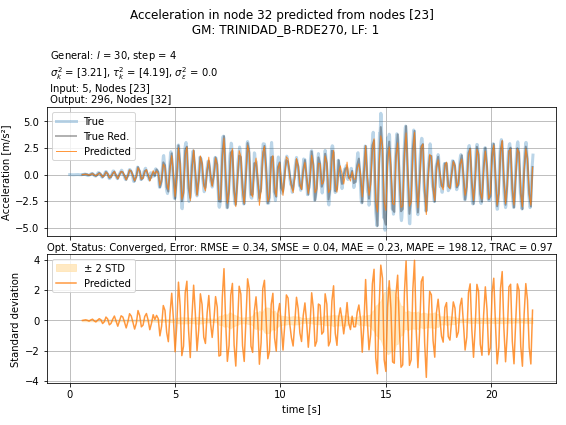 Acceleration in node 32 predicted from nodes [23]
GM: TRINIDAD_B-RDE270, LF: 1
General: l = 30, step = 4
σ²ₖ = [3.21], τ²ₖ = [4.19], σ²ε = 0.0
Input: 5, Nodes [23]
Output: 296, Nodes [32]
Acceleration [m/s²]
5.0
2.5
0.0
−2.5
−5.0
True
True Red.
Predicted
Opt. Status: Converged, Error: RMSE = 0.34, SMSE = 0.04, MAE = 0.23, MAPE = 198.12, TRAC = 0.97
Standard deviation
4
2
0
−2
−4
± 2 STD
Predicted
0
5
10
15
20
time [s]